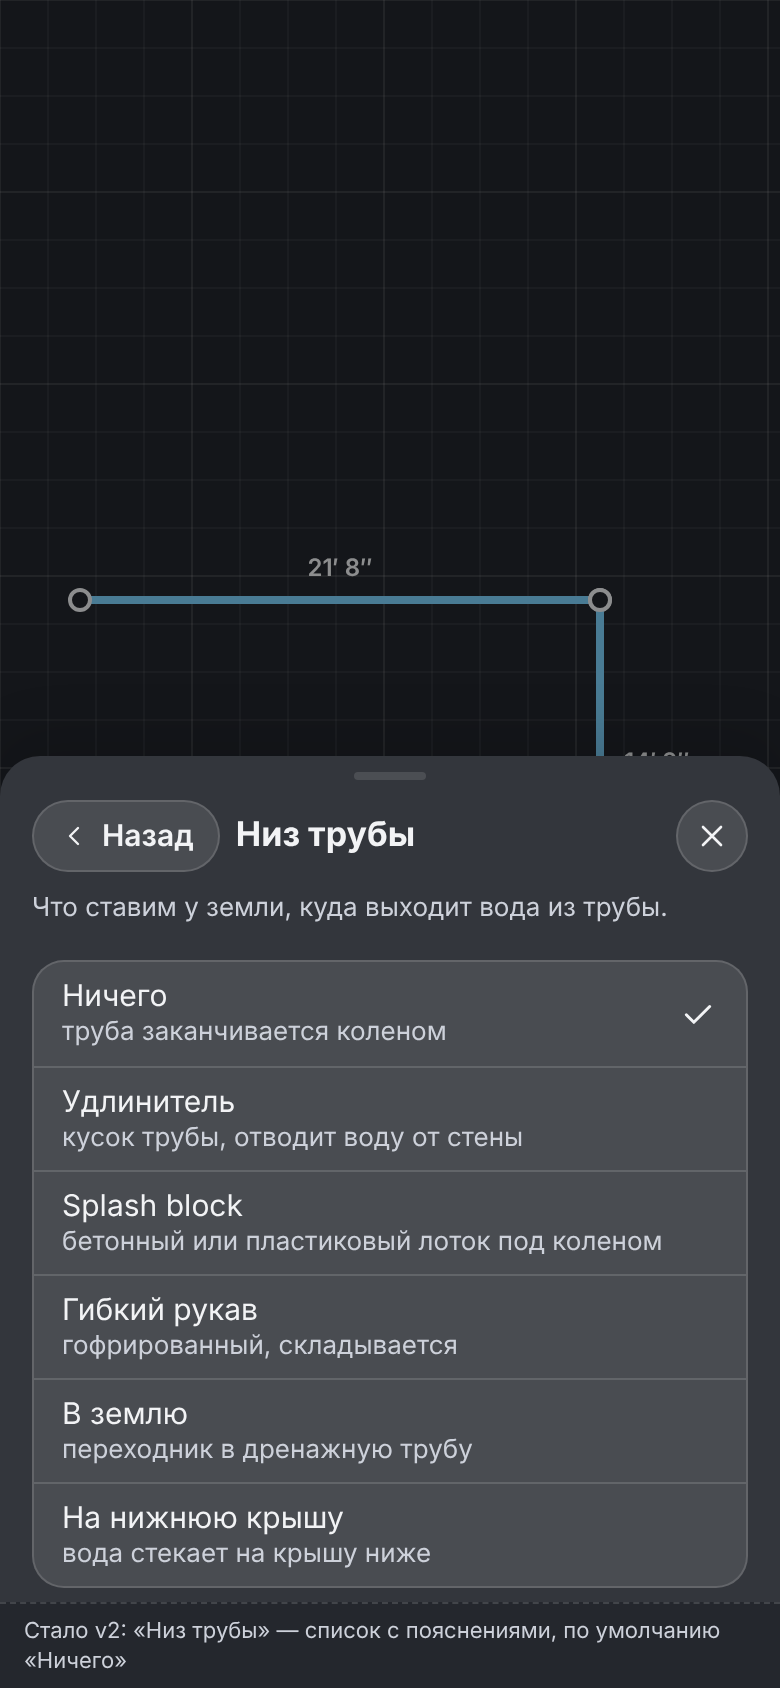 21′ 8″
Назад
Низ трубы
Что ставим у земли, куда выходит вода из трубы.
Ничего
труба заканчивается коленом
Удлинитель
кусок трубы, отводит воду от стены
Splash block
бетонный или пластиковый лоток под коленом
Гибкий рукав
гофрированный, складывается
В землю
переходник в дренажную трубу
На нижнюю крышу
вода стекает на крышу ниже
Стало v2: «Низ трубы» — список с пояснениями, по умолчанию
«Ничего»